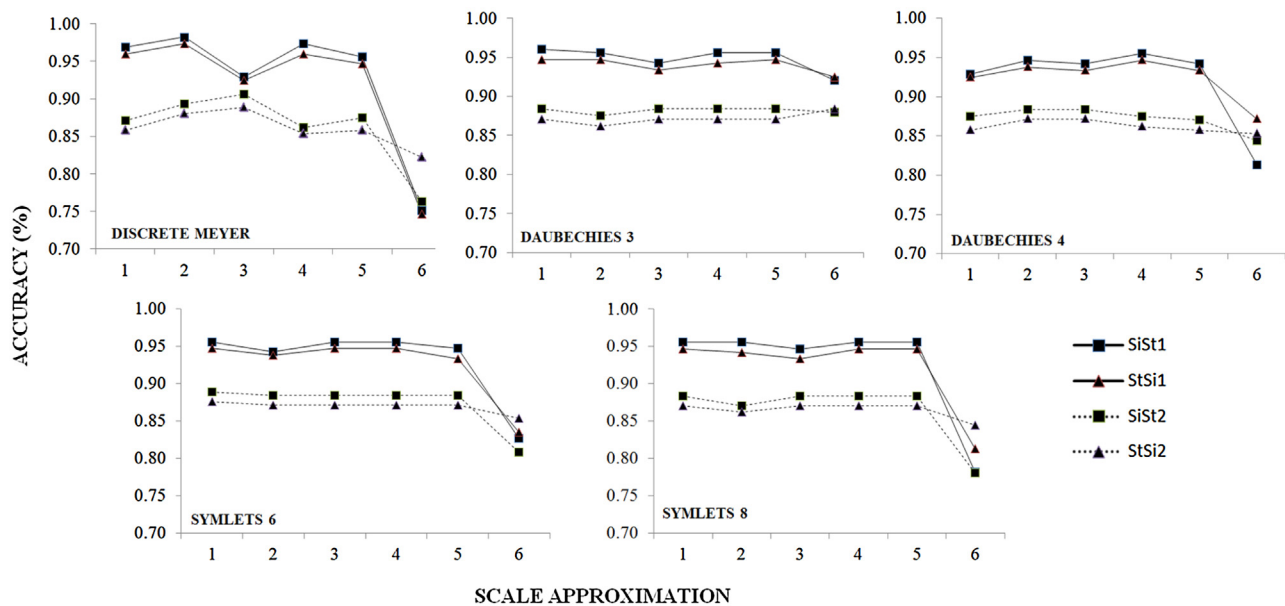 ACCURACY (%)
1.00
0.95
0.90
0.85
0.80
0.75
0.70
DISCRETE MEYER
1 2 3 4 5 6
1.00
0.95
0.90
0.85
0.80
0.75
0.70
DAUBECHIES 3
1 2 3 4 5 6
1.00
0.95
0.90
0.85
0.80
0.75
0.70
DAUBECHIES 4
1 2 3 4 5 6
1.00
0.95
0.90
0.85
0.80
0.75
0.70
SYMLETS 6
1 2 3 4 5 6
1.00
0.95
0.90
0.85
0.80
0.75
0.70
SYMLETS 8
1 2 3 4 5 6
SiSt1
StSi1
SiSt2
StSi2
SCALE APPROXIMATION